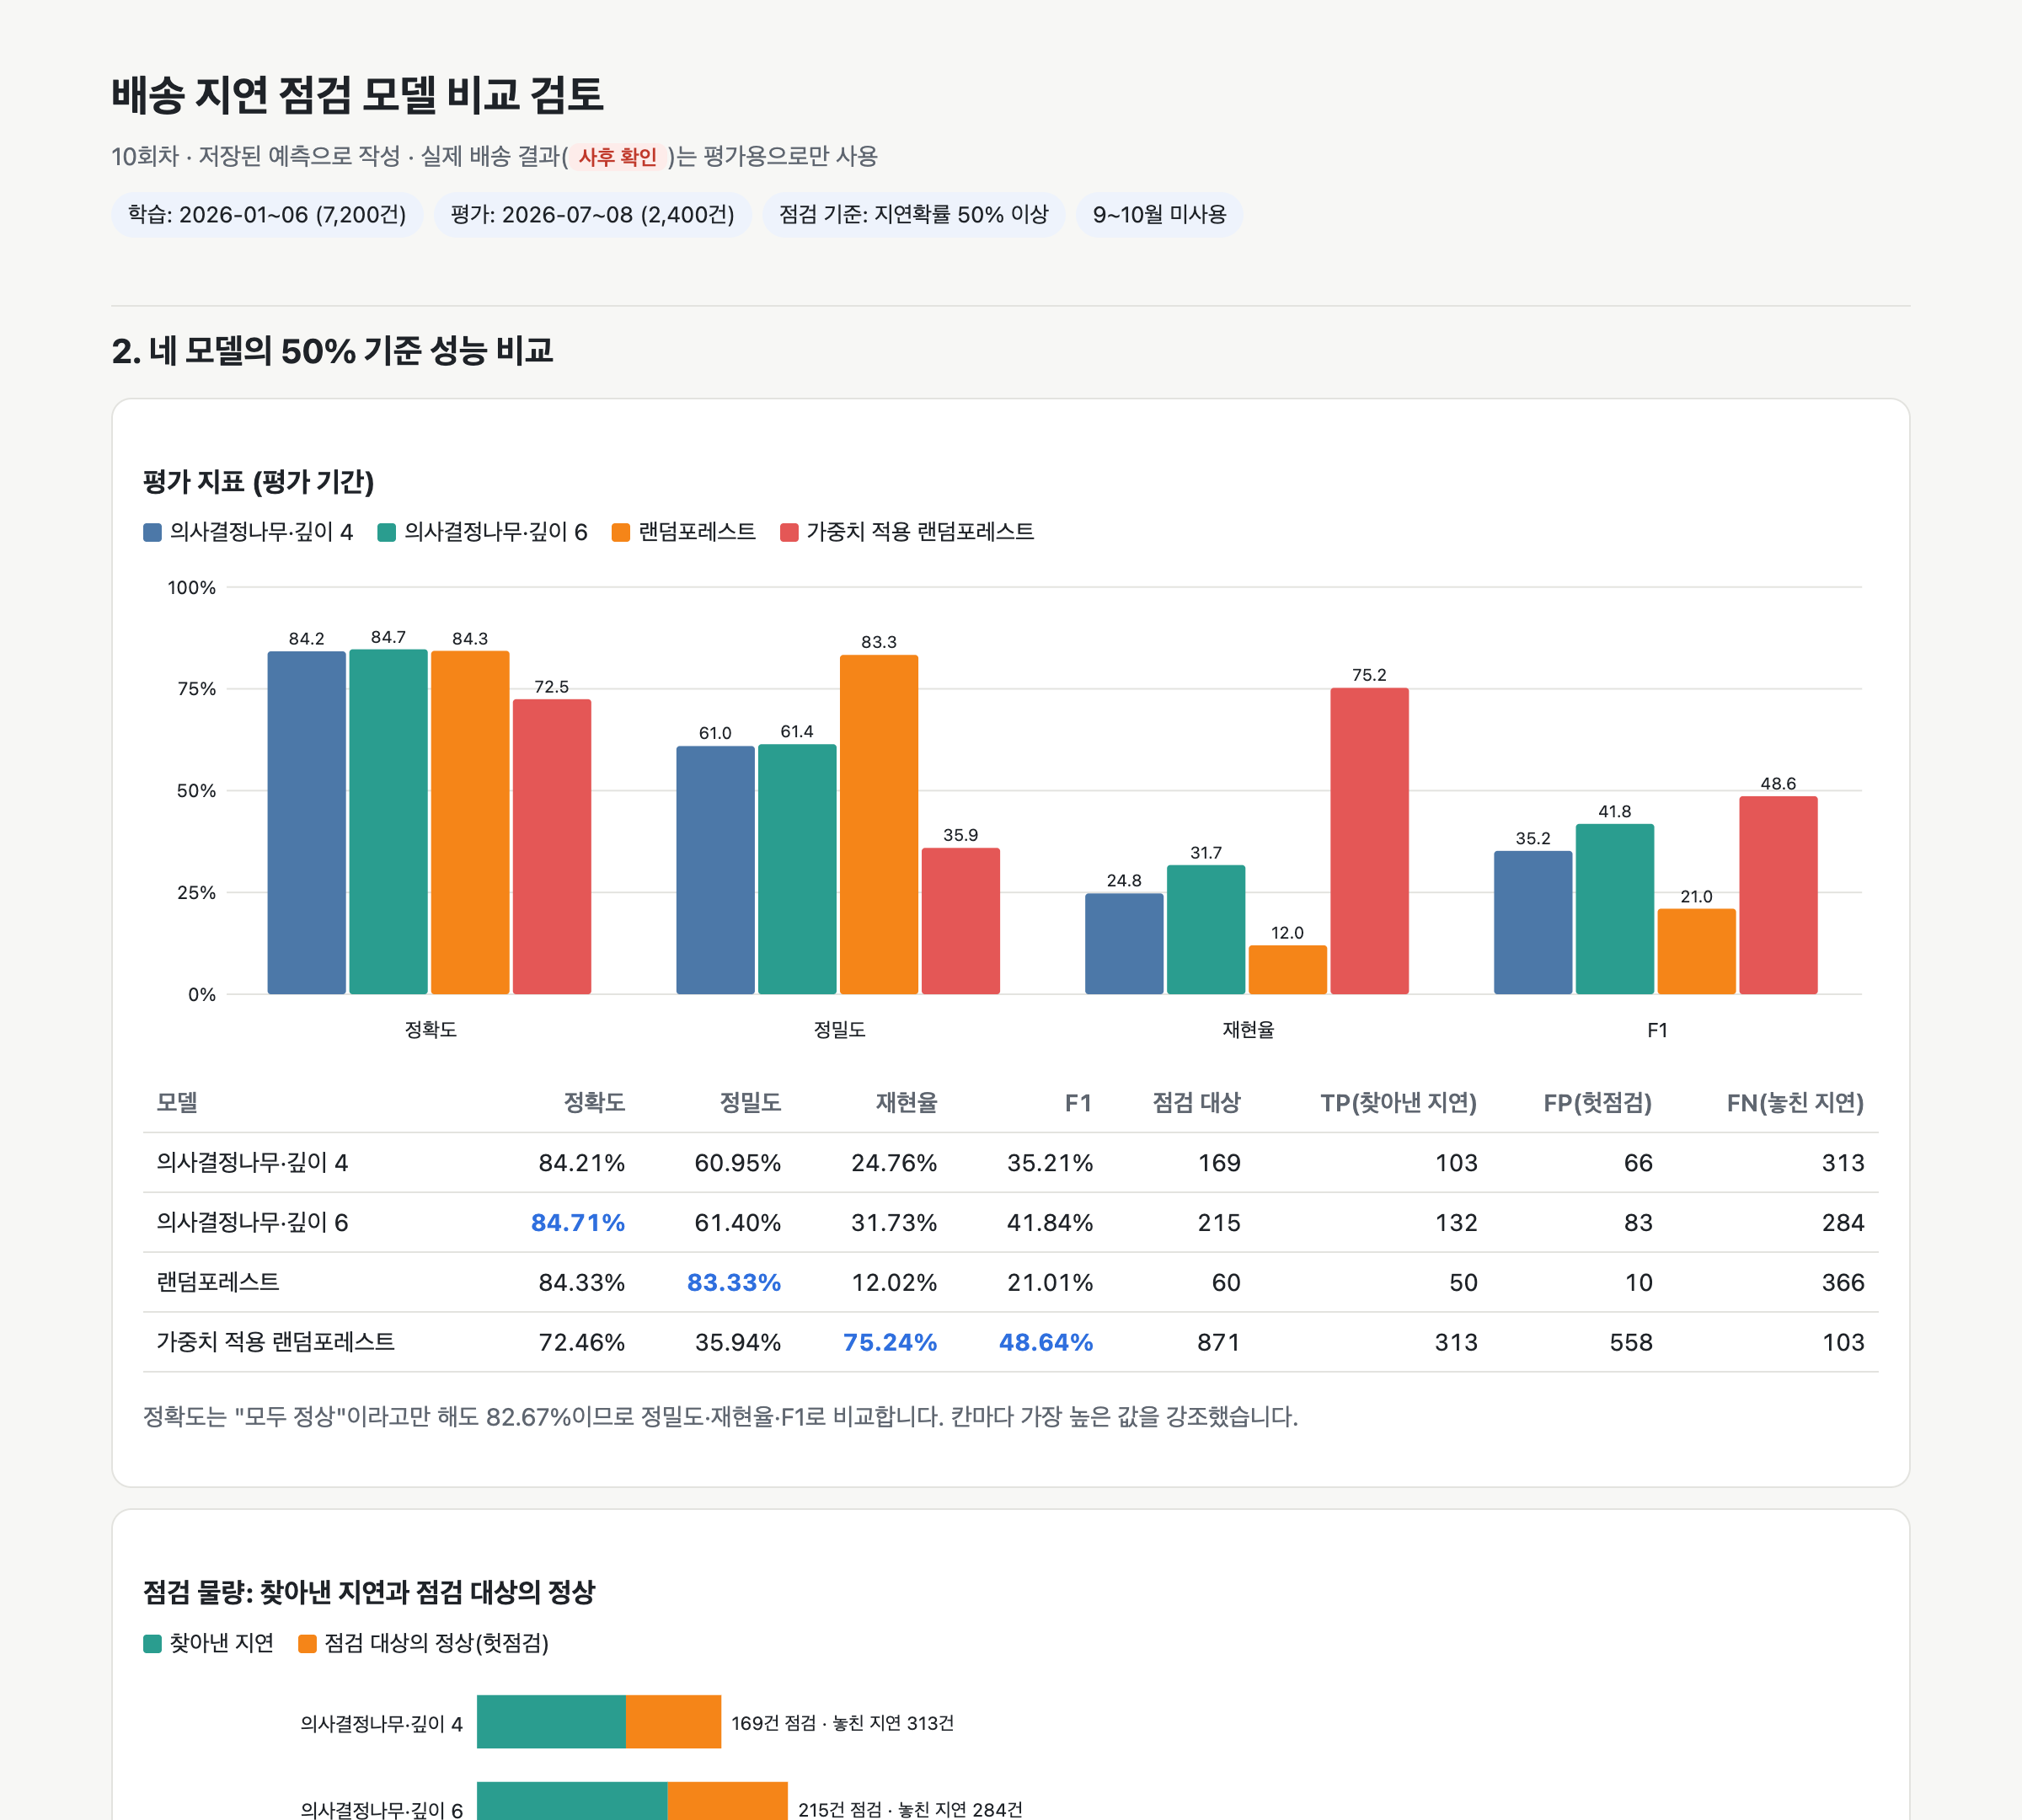 배송 지연 점검 모델 비교 검토
10회차 · 저장된 예측으로 작성 · 실제 배송 결과( 사후 확인 )는 평가용으로만 사용
학습: 2026-01~06 (7,200건) 평가: 2026-07~08 (2,400건) 점검 기준: 지연확률 50% 이상 9~10월 미사용
2. 네 모델의 50% 기준 성능 비교
평가 지표 (평가 기간)
의사결정나무·깊이 4 의사결정나무·깊이 6 랜덤포레스트 가중치 적용 랜덤포레스트
100%
84.2 84.7 84.3 72.5 61.0 61.4 83.3 35.9 24.8 31.7 12.0 75.2 35.2 41.8 21.0 48.6
75%
50%
25%
0%
정확도 정밀도 재현율 F1
모델 정확도 정밀도 재현율 F1 점검 대상 TP(찾아낸 지연) FP(헛점검) FN(놓친 지연)
의사결정나무·깊이 4 84.21% 60.95% 24.76% 35.21% 169 103 66 313
의사결정나무·깊이 6 84.71% 61.40% 31.73% 41.84% 215 132 83 284
랜덤포레스트 84.33% 83.33% 12.02% 21.01% 60 50 10 366
가중치 적용 랜덤포레스트 72.46% 35.94% 75.24% 48.64% 871 313 558 103
정확도는 "모두 정상"이라고만 해도 82.67%이므로 정밀도·재현율·F1로 비교합니다. 칸마다 가장 높은 값을 강조했습니다.
점검 물량: 찾아낸 지연과 점검 대상의 정상
찾아낸 지연 점검 대상의 정상(헛점검)
의사결정나무·깊이 4 169건 점검 · 놓친 지연 313건
의사결정나무·깊이 6 215건 점검 · 놓친 지연 284건